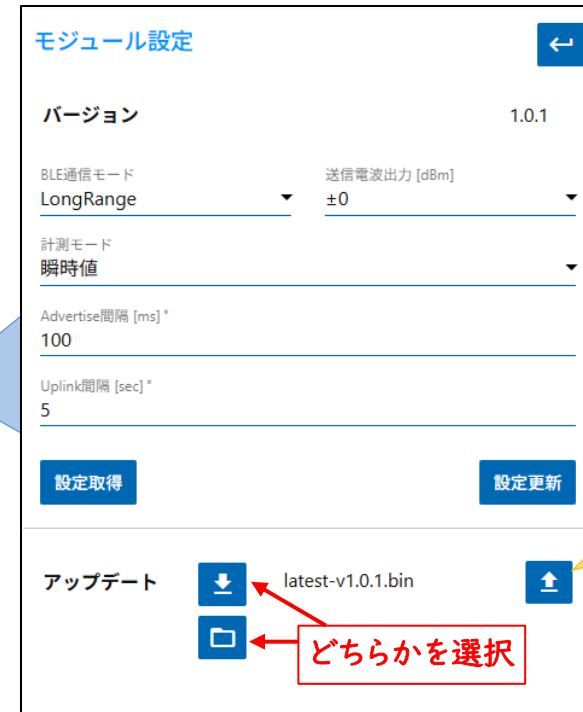 モジュール設定
バージョン 1.0.1
BLE通信モード 送信電波出力 [dBm]
LongRange ±0
計測モード
瞬時値
Advertise間隔 [ms] *
100
Uplink間隔 [sec] *
5
設定取得 設定更新
アップデート latest-v1.0.1.bin
どちらかを選択